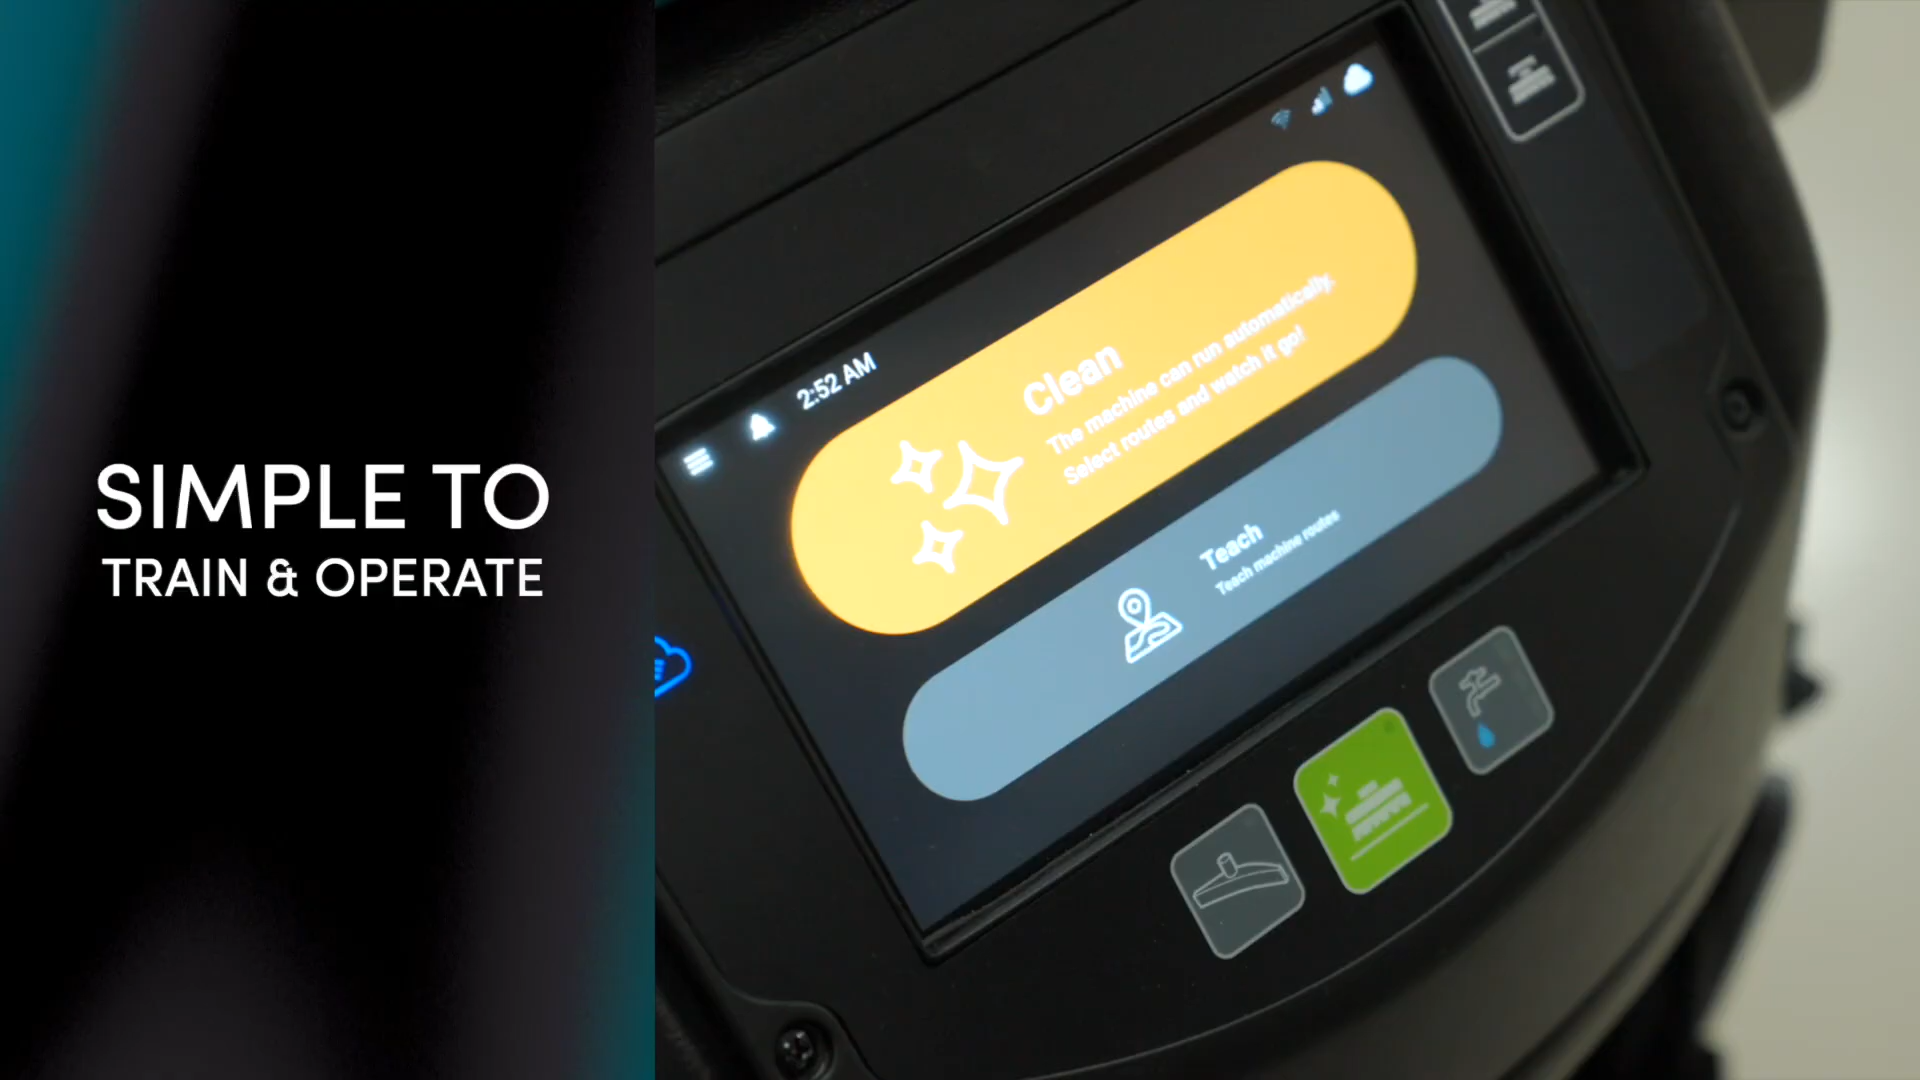 SIMPLE TO
TRAIN & OPERATE
2:52 AM
Clean
The machine can run automatically.
Select routes and watch it go!
Teach
Teach machine routes